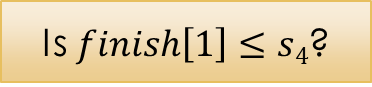 Is 𝑓𝑖𝑛𝑖𝑠ℎ[1] ≤ 𝑠₄?